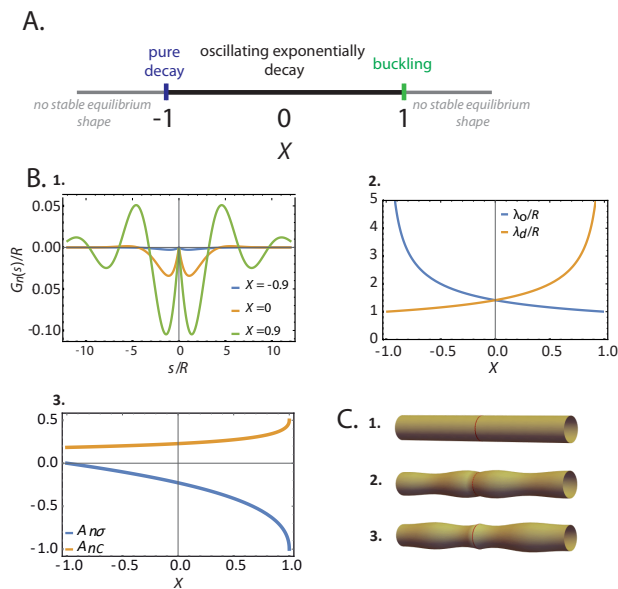 A.
pure
decay
oscillating exponentially
decay
buckling
no stable equilibrium
shape
-1
0
1
no stable equilibrium
shape
X
B. 1.
G_n(s)/R
0.05
0.00
0.05
-0.10
X = -0.9
X=0
X=0.9
-10
-5
0
5
10
s/R
2.
5
4
3
2
1
0
λo/R
λd/R
-1.0
-0.5
0.0
0.5
1.0
X
3.
0.5
0.0
-0.5
-1.0
Anσ
Anc
-1.0
-0.5
0.0
0.5
1.0
X
C. 1.
2.
3.